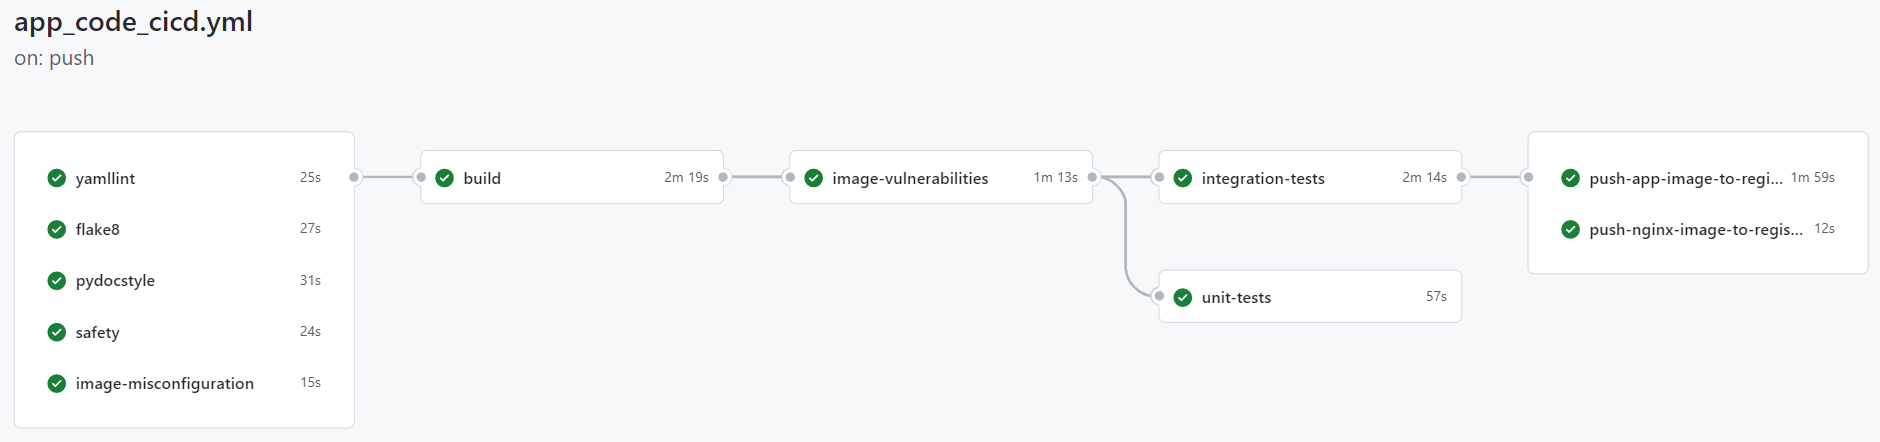 app_code_cicd.yml
on: push
yamllint 25s
flake8 27s
pydocstyle 31s
safety 24s
image-misconfiguration 15s
build 2m 19s
image-vulnerabilities 1m 13s
integration-tests 2m 14s
unit-tests 57s
push-app-image-to-regi... 1m 59s
push-nginx-image-to-regis... 12s